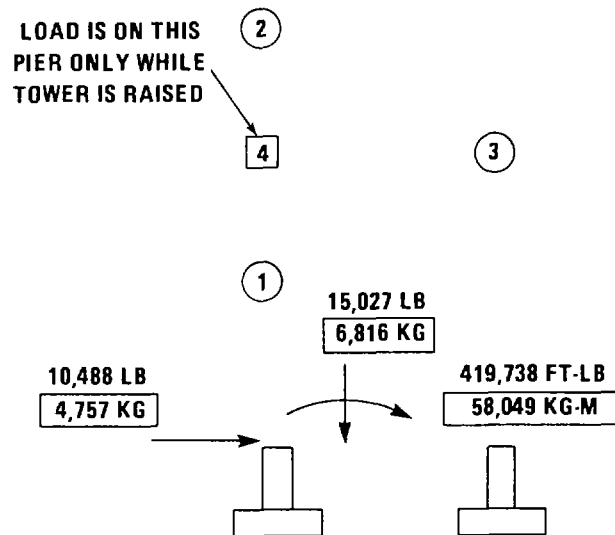 LOAD IS ON THIS
PIER ONLY WHILE
TOWER IS RAISED
2
4
3
1
15,027 LB
6,816 KG
10,488 LB
4,757 KG
419,738 FT-LB
58,049 KG-M